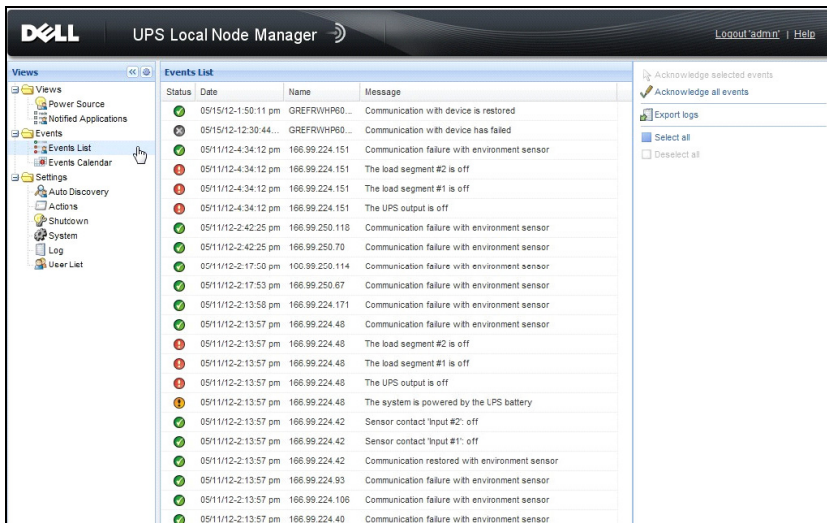 DELL UPS Local Node Manager Logout 'admin' | Help
Views
Views
Power Source
Notified Applications
Events
Events List
Events Calendar
Settings
Auto Discovery
Actions
Shutdown
System
Log
User List
Events List
Status Date Name Message
05/15/12-1:50:11 pm GREFRWHP60... Communication with device is restored
05/15/12-12:30:44... GREFRWHP60... Communication with device has failed
05/11/12-4:34:12 pm 166.99.224.151 Communication failure with environment sensor
05/11/12-4:34:12 pm 166.99.224.151 The load segment #2 is off
05/11/12-4:34:12 pm 166.99.224.151 The load segment #1 is off
05/11/12-4:34:12 pm 166.99.224.151 The UPS output is off
05/11/12-2:42:25 pm 166.99.250.118 Communication failure with environment sensor
05/11/12-2:42:25 pm 166.99.250.70 Communication failure with environment sensor
05/11/12-2:17:50 pm 166.99.250.114 Communication failure with environment sensor
05/11/12-2:17:53 pm 166.99.250.67 Communication failure with environment sensor
05/11/12-2:13:58 pm 166.99.224.171 Communication failure with environment sensor
05/11/12-2:13:57 pm 166.99.224.48 Communication failure with environment sensor
05/11/12-2:13:57 pm 166.99.224.48 The load segment #2 is off
05/11/12-2:13:57 pm 166.99.224.48 The load segment #1 is off
05/11/12-2:13:57 pm 166.99.224.48 The UPS output is off
05/11/12-2:13:57 pm 166.99.224.48 The system is powered by the UPS battery
05/11/12-2:13:57 pm 166.99.224.42 Sensor contact 'Input #2': off
05/11/12-2:13:57 pm 166.99.224.42 Sensor contact 'Input #1': off
05/11/12-2:13:57 pm 166.99.224.42 Communication restored with environment sensor
05/11/12-2:13:57 pm 166.99.224.93 Communication failure with environment sensor
05/11/12-2:13:57 pm 166.99.224.106 Communication failure with environment sensor
05/11/12-2:13:57 pm 166.99.224.40 Communication failure with environment sensor
Acknowledge selected events
Acknowledge all events
Export logs
Select all
Deselect all